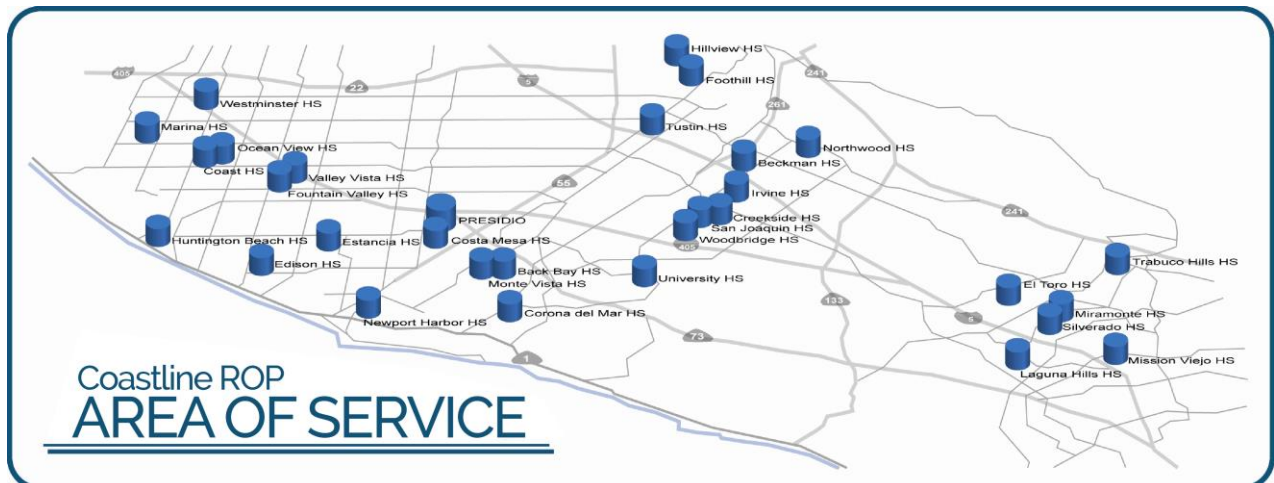 Hillview HS
Foothill HS
405
22
5
241
261
Westminster HS
Marina HS
Tustin HS
Ocean View HS
Northwood HS
Beckman HS
Coast HS
Valley Vista HS
Fountain Valley HS
55
Irvine HS
PRESIDIO
Creekside HS
San Joaquin HS
241
Huntington Beach HS
Estancia HS
Costa Mesa HS
Woodbridge HS
405
Edison HS
Back Bay HS
Monte Vista HS
University HS
Trabuco Hills HS
El Toro HS
133
Newport Harbor HS
Corona del Mar HS
5
Miramonte HS
Silverado HS
73
1
Mission Viejo HS
Laguna Hills HS
Coastline ROP
AREA OF SERVICE